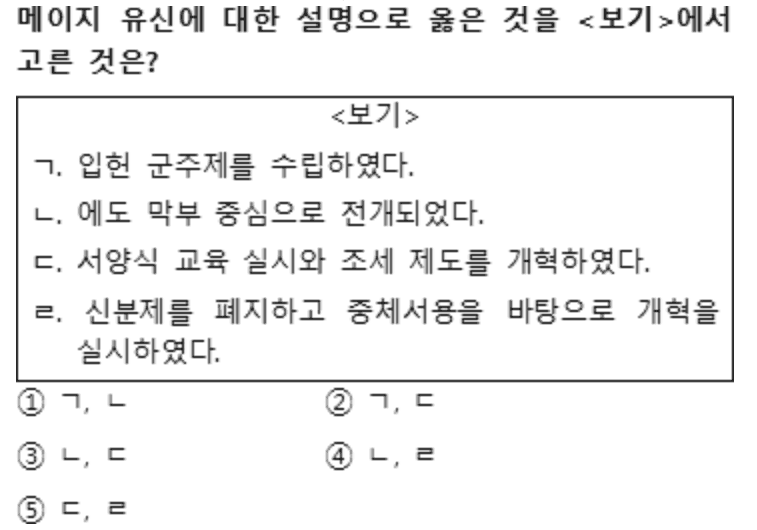 메이지 유신에 대한 설명으로 옳은 것을 <보기>에서
고른 것은?
<보기>
ㄱ. 입헌 군주제를 수립하였다.
ㄴ. 에도 막부 중심으로 전개되었다.
ㄷ. 서양식 교육 실시와 조세 제도를 개혁하였다.
ㄹ. 신분제를 폐지하고 중체서용을 바탕으로 개혁을
실시하였다.
① ㄱ, ㄴ ② ㄱ, ㄷ
③ ㄴ, ㄷ ④ ㄴ, ㄹ
⑤ ㄷ, ㄹ